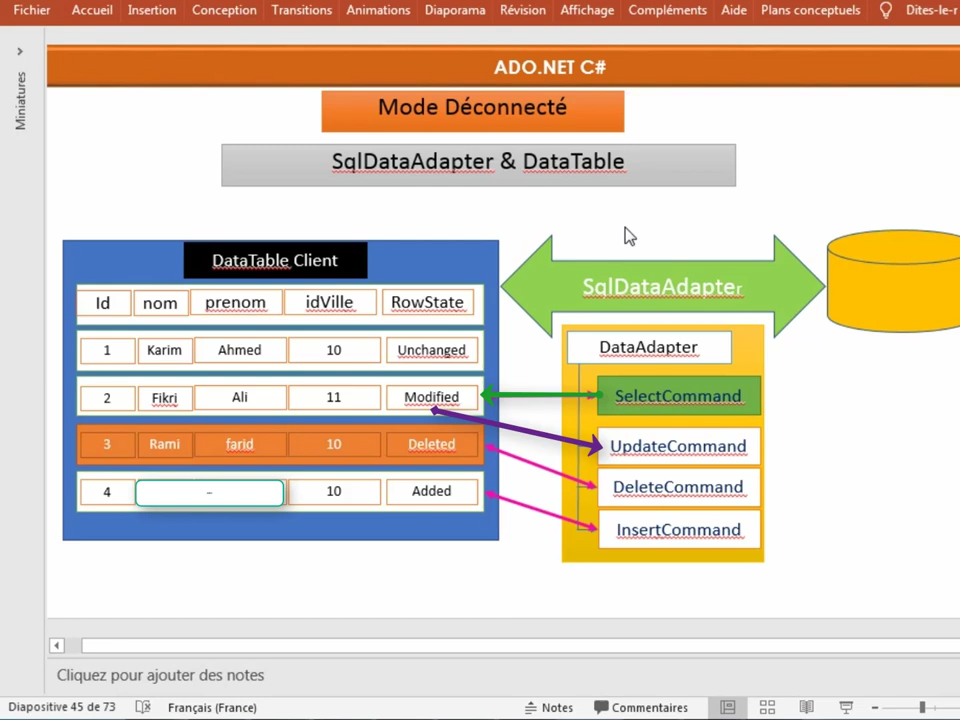 Fichier Accueil Insertion Conception Transitions Animations Diaporama Révision Affichage Compléments Aide Plans conceptuels Dites-le-r
Miniatures
ADO.NET C#
Mode Déconnecté
SqlDataAdapter & DataTable
DataTable Client
Id nom prenom idVille RowState
1 Karim Ahmed 10 Unchanged
2 Fikri Ali 11 Modified
3 Rami farid 10 Deleted
4 – 10 Added
SqlDataAdapter
DataAdapter
SelectCommand
UpdateCommand
DeleteCommand
InsertCommand
Cliquez pour ajouter des notes
Diapositive 45 de 73 Français (France) Notes Commentaires